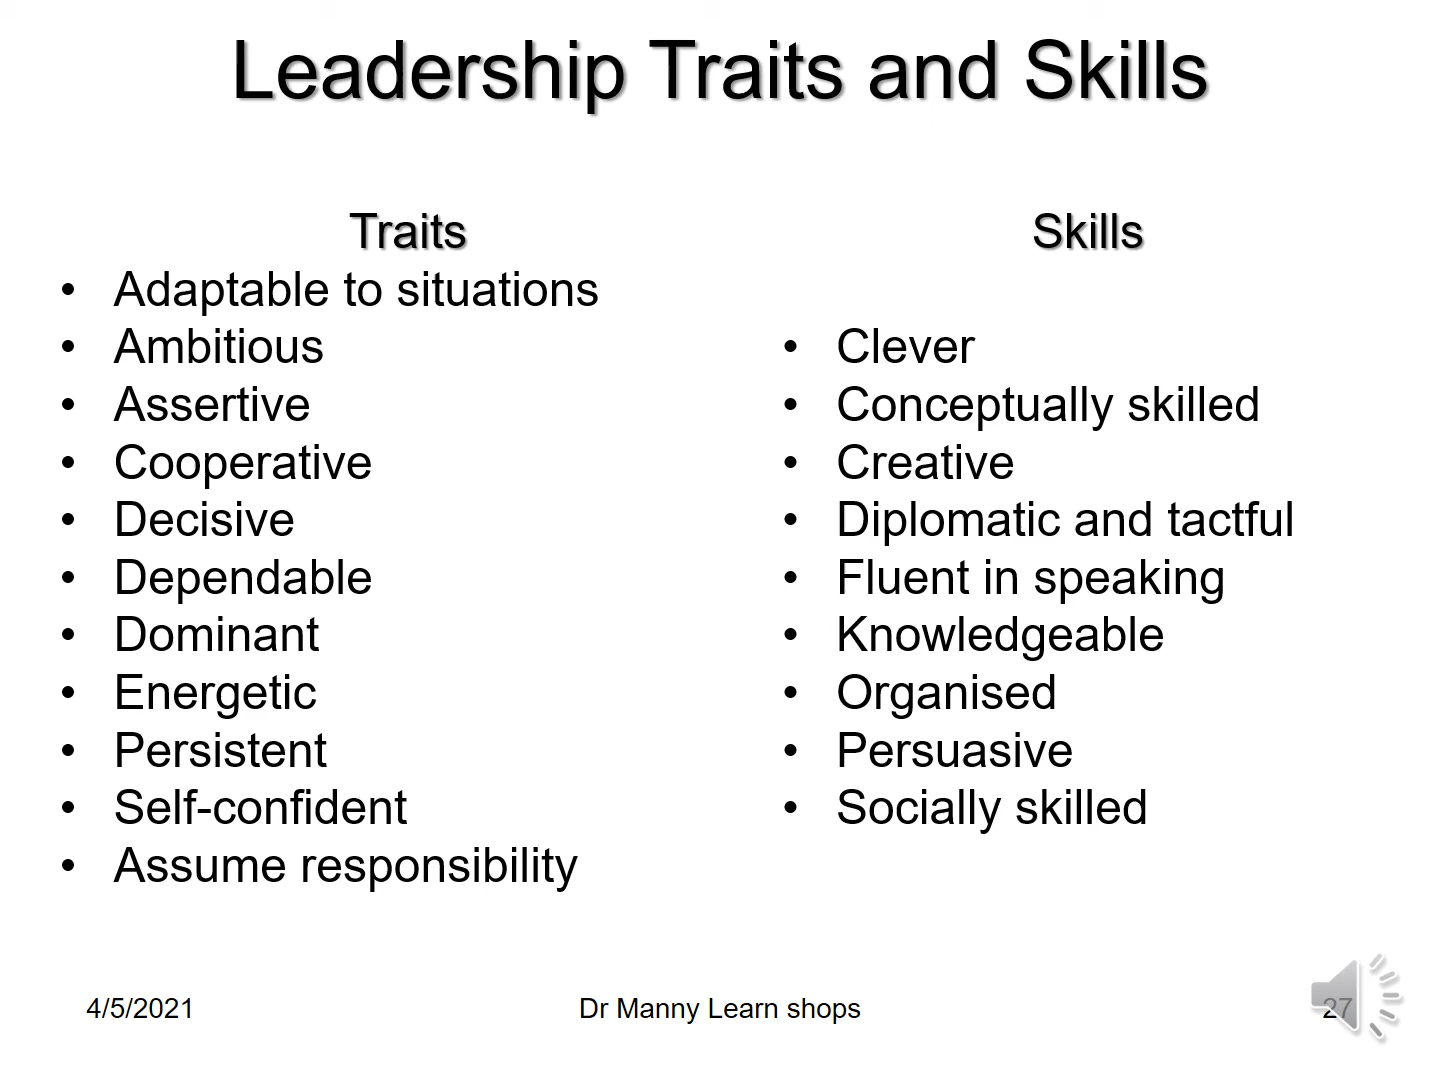 Leadership Traits and Skills
Traits
• Adaptable to situations
• Ambitious
• Assertive
• Cooperative
• Decisive
• Dependable
• Dominant
• Energetic
• Persistent
• Self-confident
• Assume responsibility
Skills
• Clever
• Conceptually skilled
• Creative
• Diplomatic and tactful
• Fluent in speaking
• Knowledgeable
• Organised
• Persuasive
• Socially skilled
4/5/2021
Dr Manny Learn shops
27